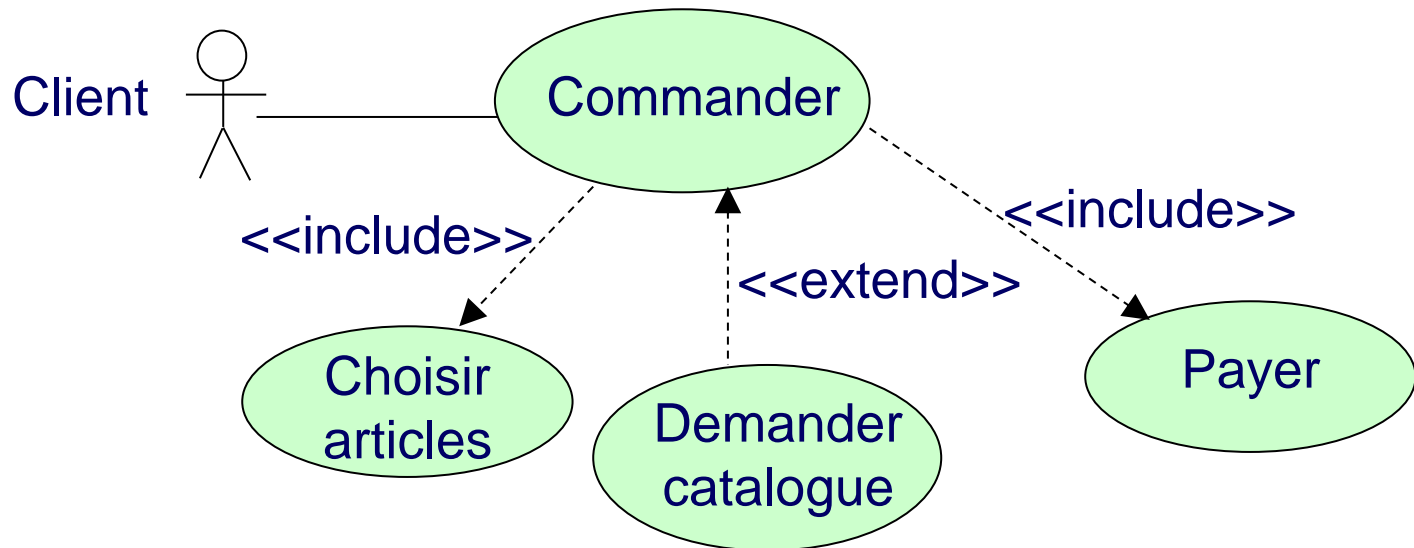 Client
Commander
<<include>>
<<include>>
<<extend>>
Choisir
articles
Demander
catalogue
Payer